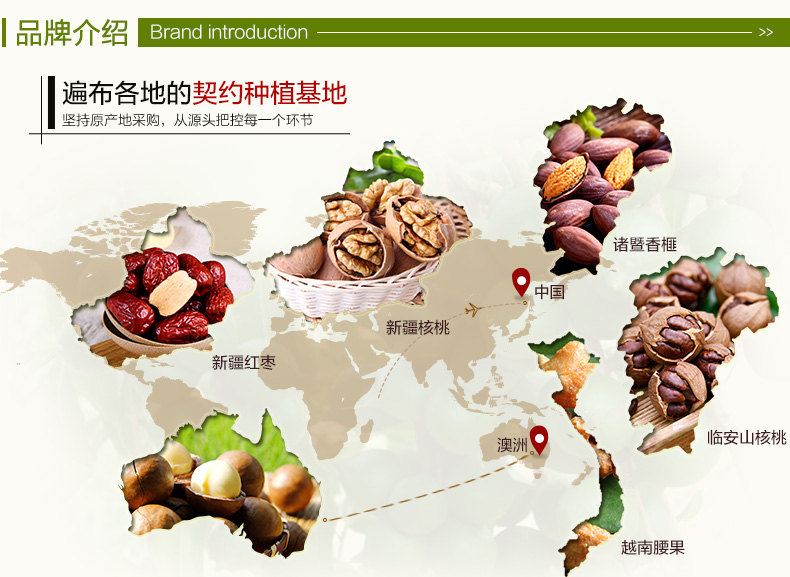 品牌介绍 Brand introduction >>
遍布各地的契约种植基地
坚持原产地采购，从源头把控每一个环节
诸暨香榧
中国
新疆核桃
新疆红枣
临安山核桃
澳洲
越南腰果